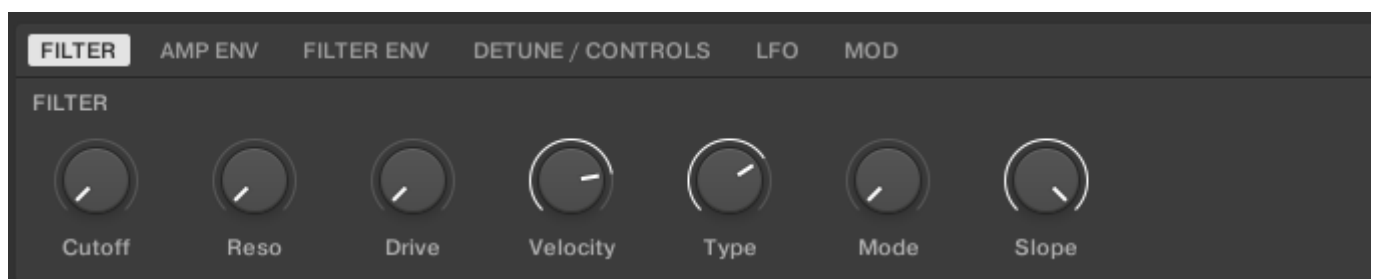 FILTER AMP ENV FILTER ENV DETUNE / CONTROLS LFO MOD
FILTER
Cutoff Reso Drive Velocity Type Mode Slope